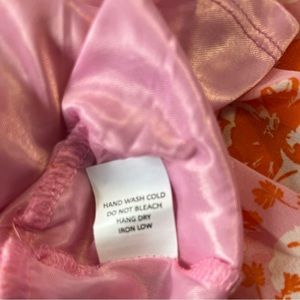 HAND WASH COLD
DO NOT BLEACH
HANG DRY
IRON LOW